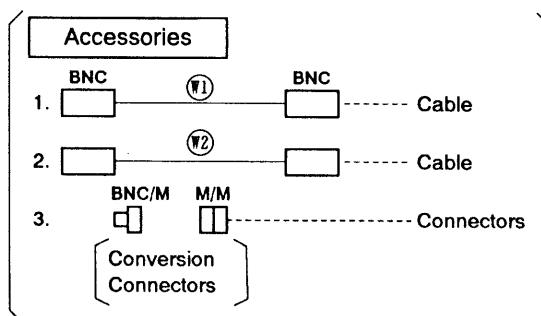 Accessories
BNC BNC
1. W1 Cable
2. W2 Cable
BNC/M M/M
3. Connectors
Conversion
Connectors